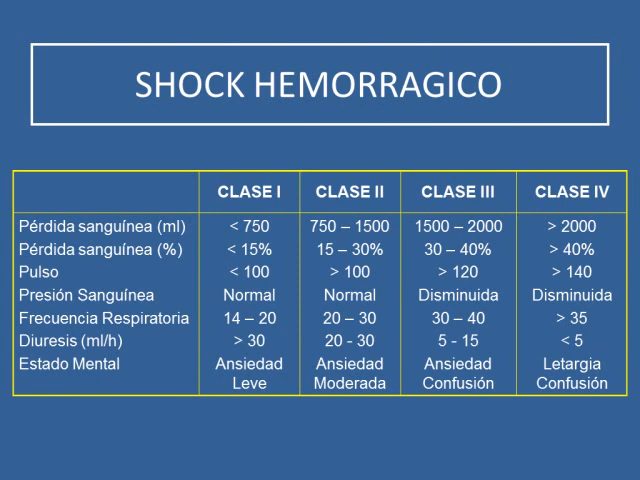 SHOCK HEMORRAGICO
CLASE I CLASE II CLASE III CLASE IV
Pérdida sanguínea (ml) < 750 750 – 1500 1500 – 2000 > 2000
Pérdida sanguínea (%) < 15% 15 – 30% 30 – 40% > 40%
Pulso < 100 > 100 > 120 > 140
Presión Sanguínea Normal Normal Disminuida Disminuida
Frecuencia Respiratoria 14 – 20 20 – 30 30 – 40 > 35
Diuresis (ml/h) > 30 20 - 30 5 - 15 < 5
Estado Mental Ansiedad Ansiedad Ansiedad Letargia
Leve Moderada Confusión Confusión